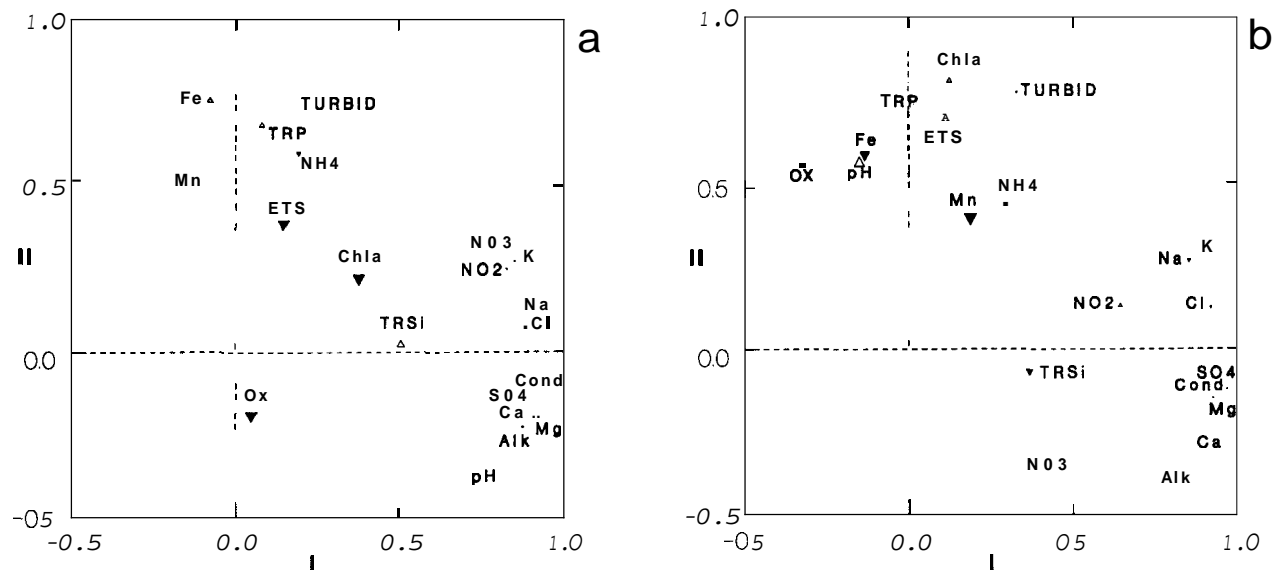 1.0
a
Fe
TURBID
TRP
NH4
Mn
0.5
ETS
N03
II
Chla
K
NO2
Na
TRSi
Cl
0.0
Cond
Ox
S04
Ca
Mg
Alk
pH
-05
-0.5 0.0 0.5 1.0
I
1.0
b
Chla
TURBID
TRP
ETS
Fe
OX
pH
0.5
NH4
Mn
K
II
Na
NO2
Cl
0.0
TRSi
SO4
Cond
Mg
Ca
N03
Alk
-0.5
-05 0.0 05 1.0
I